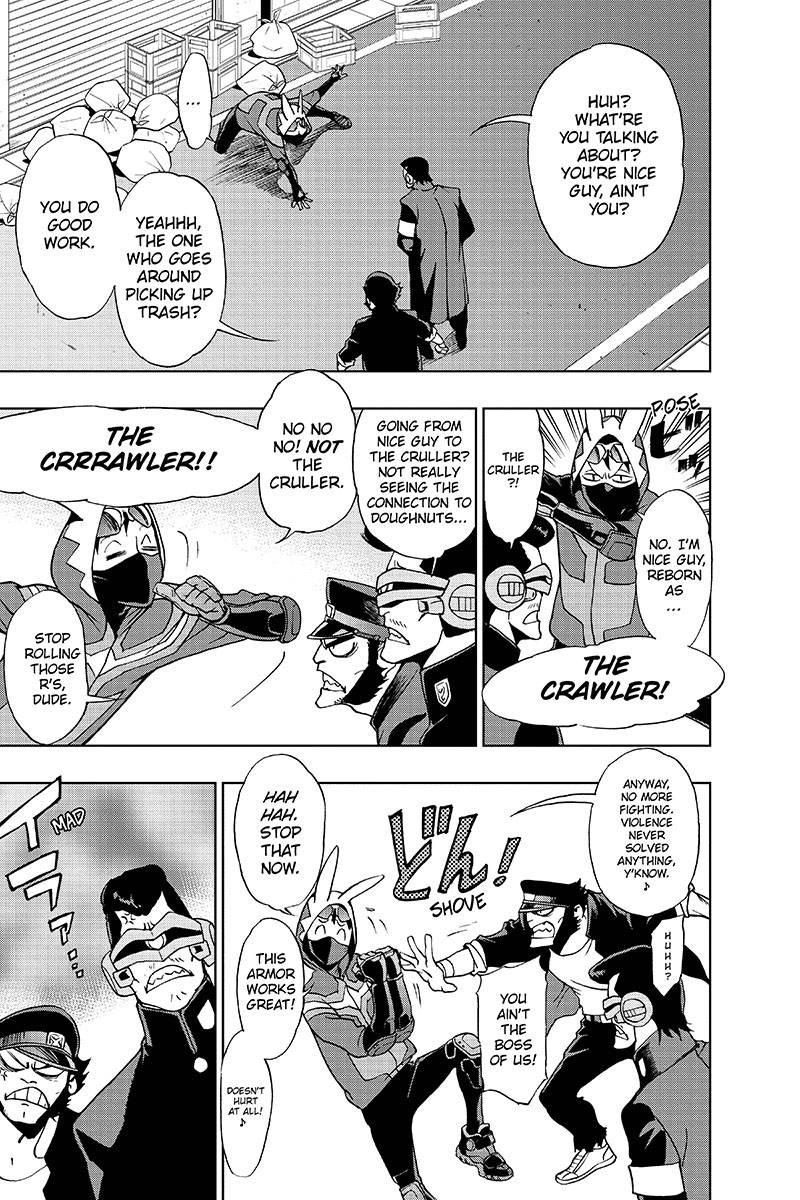 HUH?
WHAT'RE
YOU TALKING
ABOUT?
YOU'RE NICE
GUY, AIN'T
YOU?
...
YEAHHH,
THE ONE
WHO GOES
AROUND
PICKING UP
TRASH?
YOU DO
GOOD
WORK.
POSE
ビッ
NO. I'M
NICE GUY,
REBORN
AS
...
THE
CRAWLER!
THE
CRULLER
?!
GOING FROM
NICE GUY TO
THE CRULLER?
NOT REALLY
SEEING THE
CONNECTION TO
DOUGHNUTS...
NO NO
NO! NOT
THE
CRULLER.
THE
CRRRAWLER!!
STOP
ROLLING
THOSE
R'S,
DUDE.
ANYWAY,
NO MORE
FIGHTING.
VIOLENCE
NEVER
SOLVED
ANYTHING,
Y'KNOW.
♪
HUHH?
YOU
AIN'T
THE
BOSS
OF US!
どん!
SHOVE
HAH
HAH.
STOP
THAT
NOW.
THIS
ARMOR
WORKS
GREAT!
DOESN'T
HURT
AT ALL!
♪
イラァ…
MAD